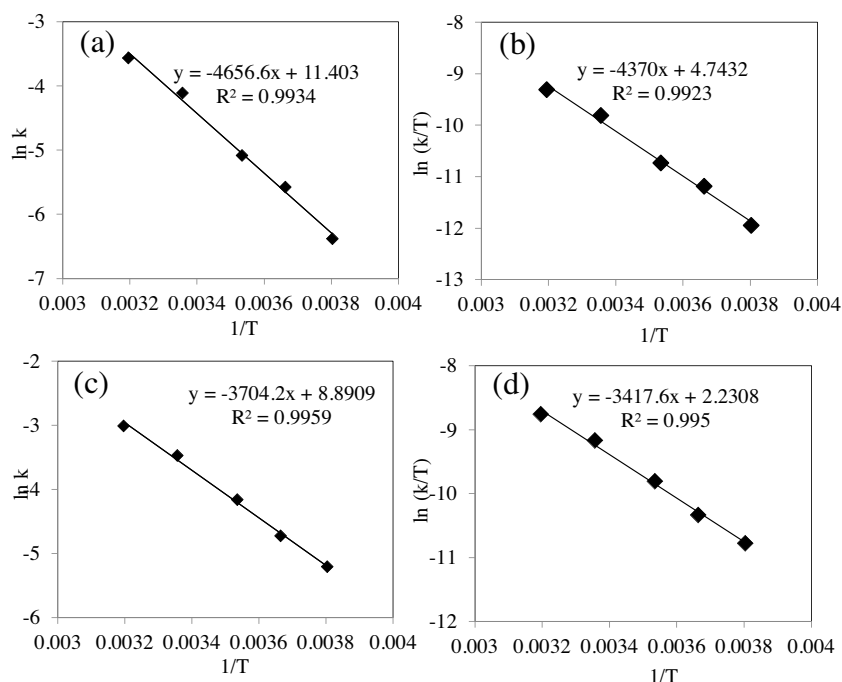 (a)
y = -4656.6x + 11.403
R² = 0.9934
-3
-4
-5
-6
-7
ln k
0.003 0.0032 0.0034 0.0036 0.0038 0.004
1/T
(b)
y = -4370x + 4.7432
R² = 0.9923
-8
-9
-10
-11
-12
-13
ln (k/T)
0.003 0.0032 0.0034 0.0036 0.0038 0.004
1/T
(c)
y = -3704.2x + 8.8909
R² = 0.9959
-2
-3
-4
-5
-6
ln k
0.003 0.0032 0.0034 0.0036 0.0038 0.004
1/T
(d)
y = -3417.6x + 2.2308
R² = 0.995
-8
-9
-10
-11
-12
ln (k/T)
0.003 0.0032 0.0034 0.0036 0.0038 0.004
1/T